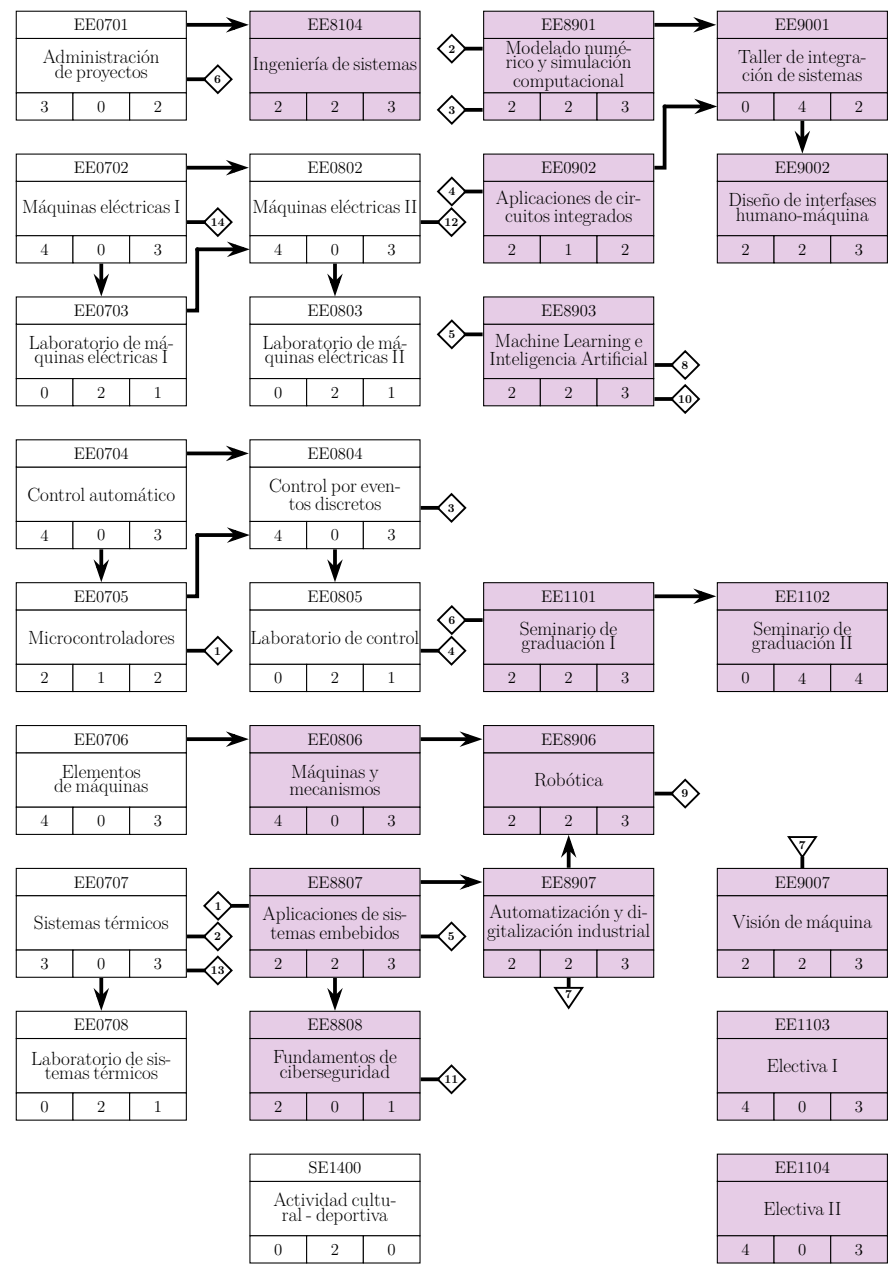 EE0701
Administración
de proyectos
6
3 0 2
EE8104
Ingeniería de sistemas
2 2 3
EE8901
2
Modelado numé-
rico y simulación
computacional
3
2 2 3
EE9001
Taller de integra-
ción de sistemas
0 4 2
EE0702
Máquinas eléctricas I
14
4 0 3
EE0802
Máquinas eléctricas II
12
4 0 3
EE0902
4
Aplicaciones de cir-
cuitos integrados
2 1 2
EE9002
Diseño de interfases
humano-máquina
2 2 3
EE0703
Laboratorio de má-
quinas eléctricas I
0 2 1
EE0803
Laboratorio de má-
quinas eléctricas II
0 2 1
EE8903
5
Machine Learning e
Inteligencia Artificial
8
2 2 3
10
EE0704
Control automático
4 0 3
EE0804
Control por even-
tos discretos
3
4 0 3
EE0705
Microcontroladores
1
2 1 2
EE0805
Laboratorio de control
4
0 2 1
EE1101
6
Seminario de
graduación I
2 2 3
EE1102
Seminario de
graduación II
0 4 4
EE0706
Elementos
de máquinas
4 0 3
EE0806
Máquinas y
mecanismos
4 0 3
EE8906
Robótica
9
2 2 3
EE0707
Sistemas térmicos
2
3 0 3
13
EE8807
1
Aplicaciones de sis-
temas embebidos
5
2 2 3
EE8907
Automatización y di-
gitalización industrial
2 2 3
7
7
EE9007
Visión de máquina
2 2 3
EE0708
Laboratorio de sis-
temas térmicos
0 2 1
EE8808
Fundamentos de
ciberseguridad
11
2 0 1
EE1103
Electiva I
4 0 3
SE1400
Actividad cultu-
ral - deportiva
0 2 0
EE1104
Electiva II
4 0 3